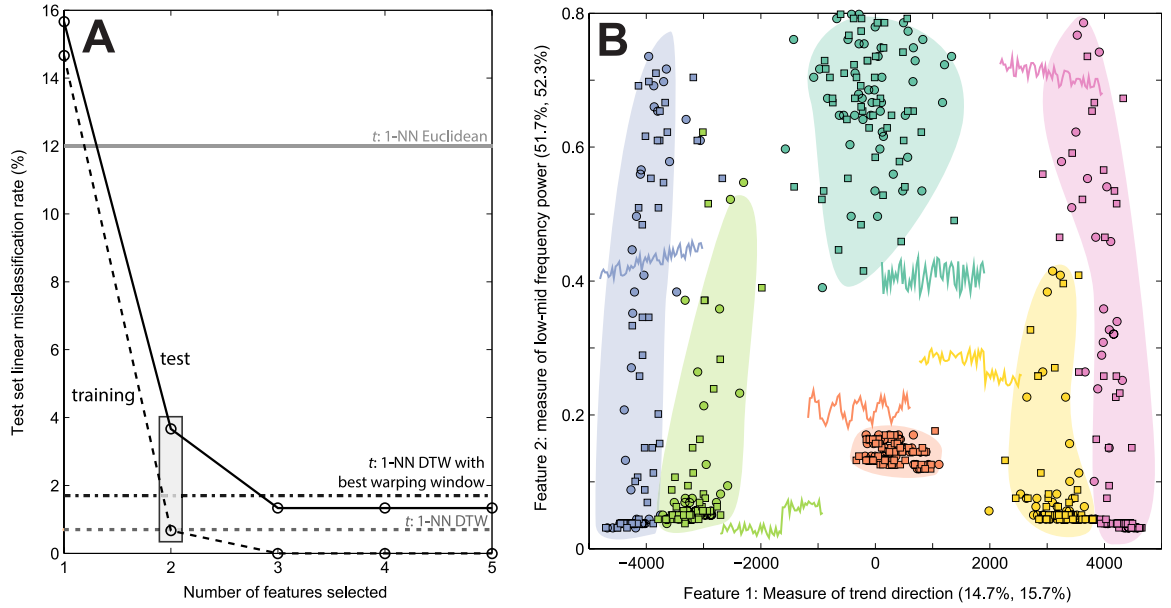 A
16
14
12
10
8
6
4
2
0
Test set linear misclassification rate (%)
t: 1-NN Euclidean
test
training
t: 1-NN DTW with
best warping window
t: 1-NN DTW
1
2
3
4
5
Number of features selected
B
0.8
0.6
0.4
0.2
0
Feature 2: measure of low-mid frequency power (51.7%, 52.3%)
−4000
−2000
0
2000
4000
Feature 1: Measure of trend direction (14.7%, 15.7%)